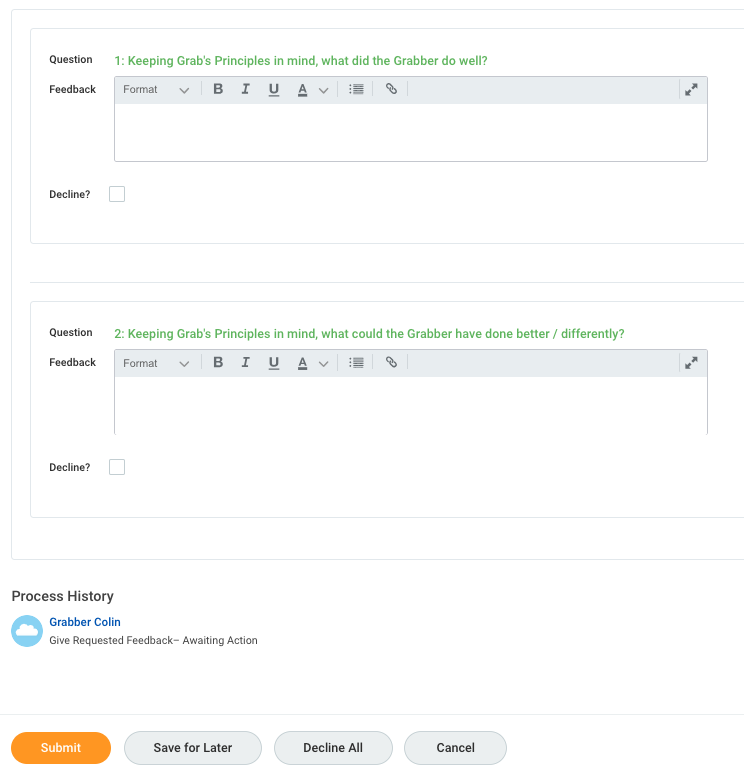 Question 1: Keeping Grab's Principles in mind, what did the Grabber do well?
Feedback Format B I U A
Decline?
Question 2: Keeping Grab's Principles in mind, what could the Grabber have done better / differently?
Feedback Format B I U A
Decline?
Process History
Grabber Colin
Give Requested Feedback– Awaiting Action
Submit Save for Later Decline All Cancel